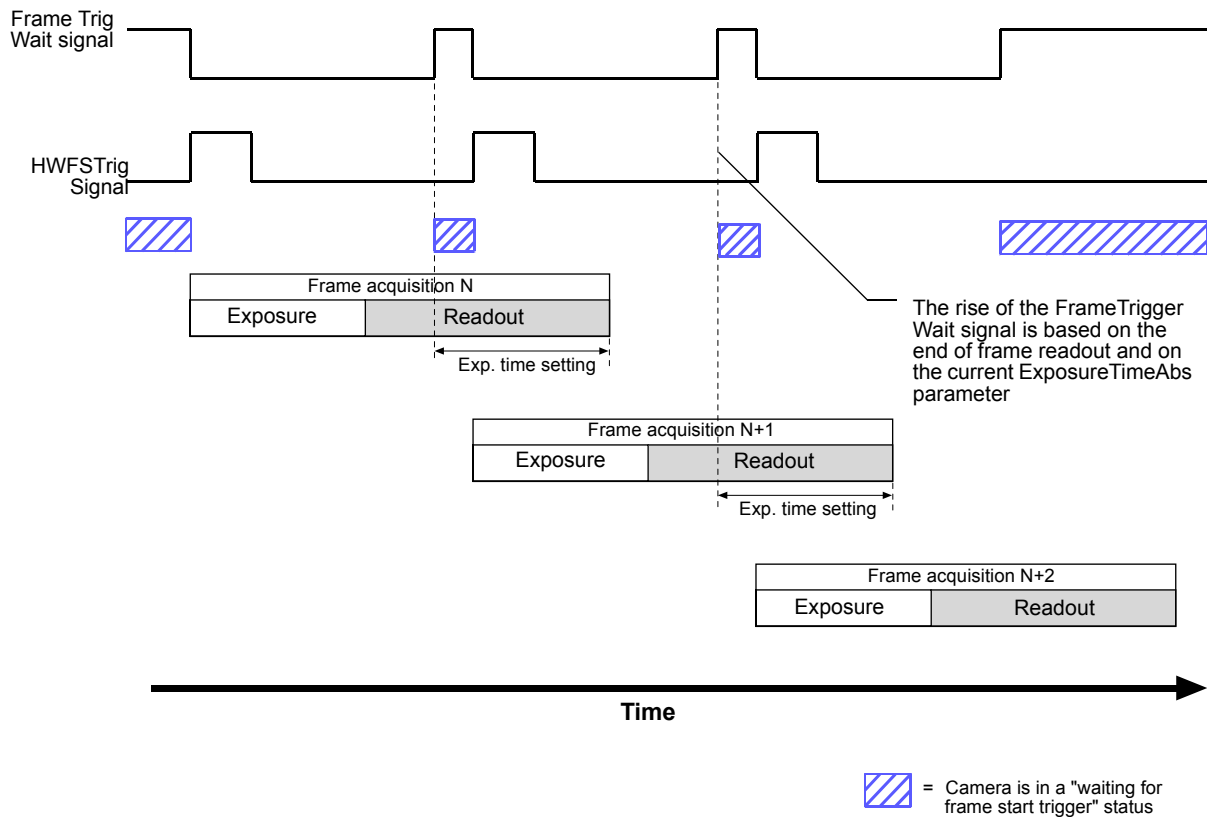 Frame Trig
Wait signal
HWFSTrig
Signal
Frame acquisition N
Exposure
Readout
Exp. time setting
The rise of the FrameTrigger
Wait signal is based on the
end of frame readout and on
the current ExposureTimeAbs
parameter
Frame acquisition N+1
Exposure
Readout
Exp. time setting
Frame acquisition N+2
Exposure
Readout
Time
= Camera is in a "waiting for
frame start trigger" status